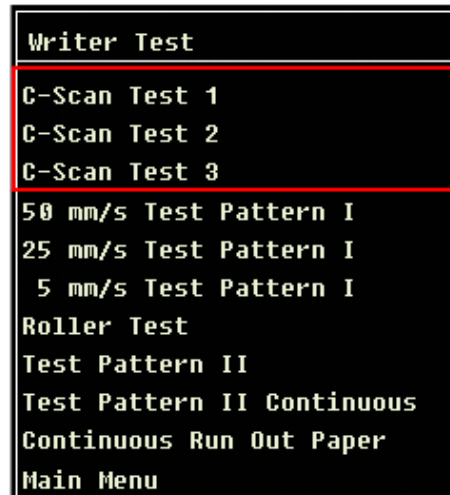 Writer Test
C-Scan Test 1
C-Scan Test 2
C-Scan Test 3
50 mm/s Test Pattern I
25 mm/s Test Pattern I
5 mm/s Test Pattern I
Roller Test
Test Pattern II
Test Pattern II Continuous
Continuous Run Out Paper
Main Menu